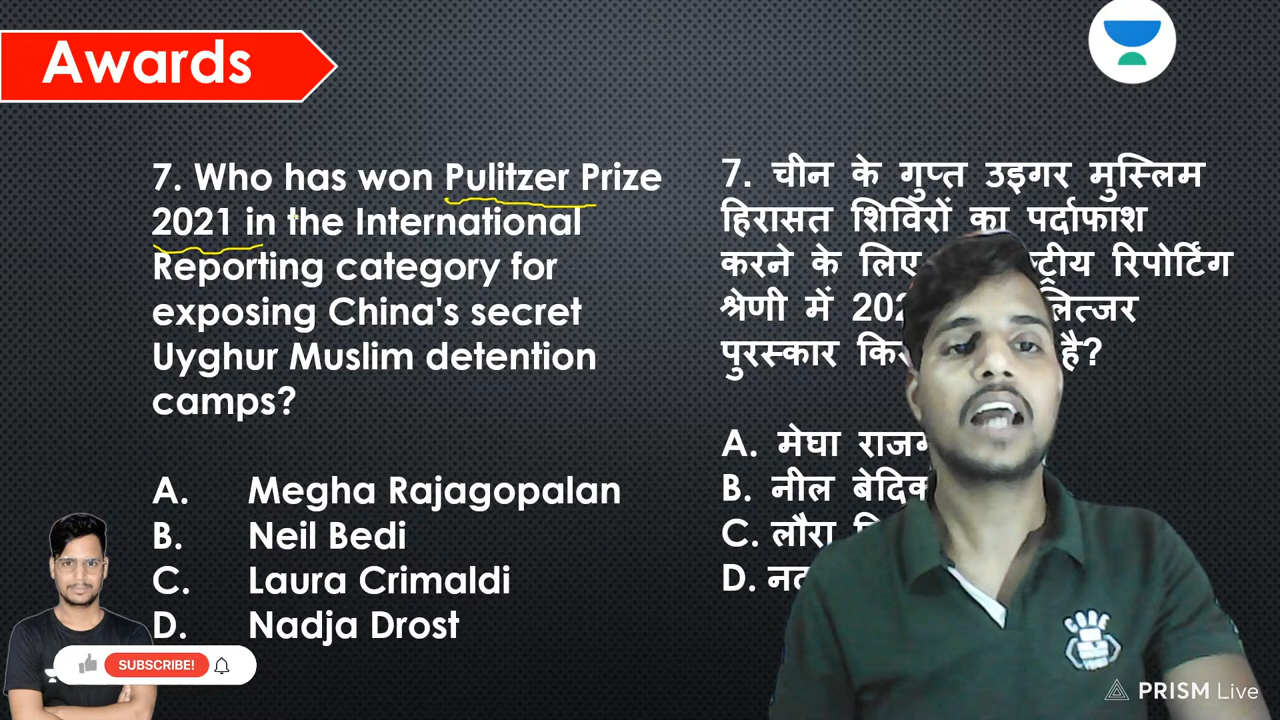 Awards
7. Who has won Pulitzer Prize
2021 in the International
Reporting category for
exposing China's secret
Uyghur Muslim detention
camps?
A. Megha Rajagopalan
B. Neil Bedi
C. Laura Crimaldi
D. Nadja Drost
7. चीन के गुप्त उइगर मुस्लिम
हिरासत शिविरों का पर्दाफाश
करने के लिए रिपोर्टिंग
श्रेणी में
पुरस्कार है?
A. मेघा
B. नील
C. लौरा
D.
SUBSCRIBE!
PRISM Live